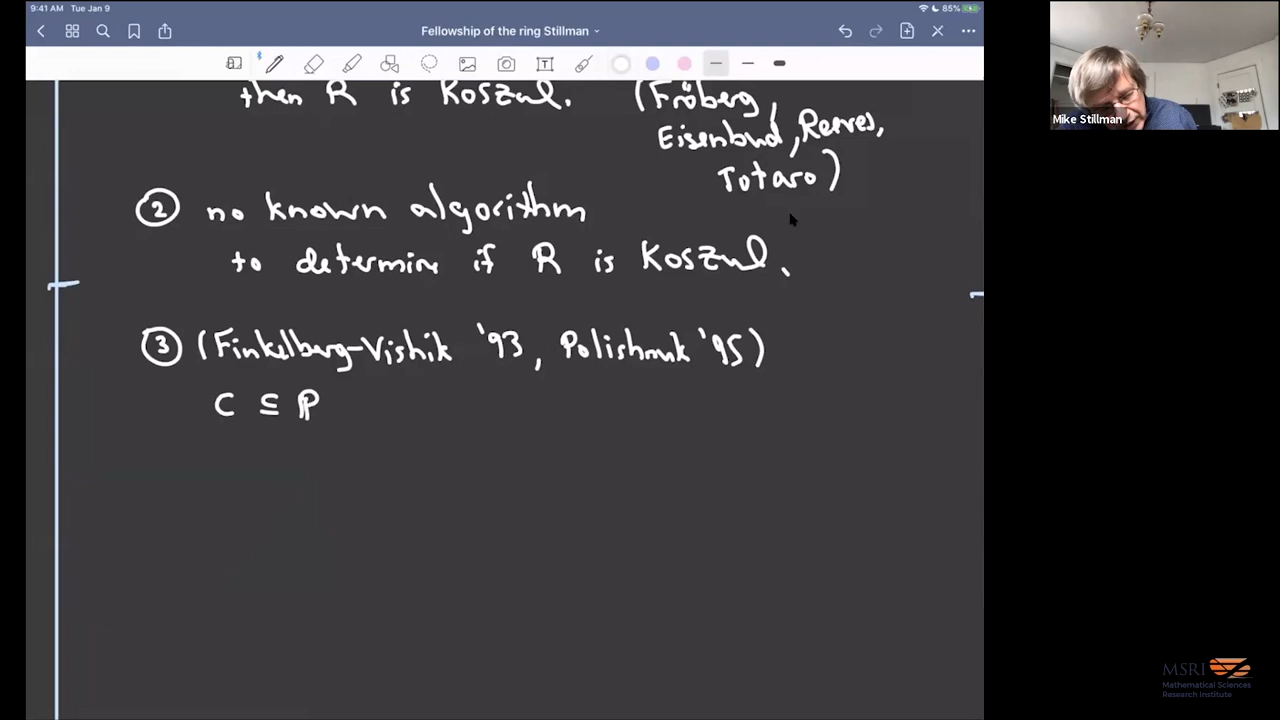 9:41 AM Tue Jan 9
85%
Fellowship of the ring Stillman
then R is Koszul. (Fröberg,
Eisenbud, Reeves,
Totaro)
② no known algorithm
to determine if R is Koszul.
③ (Finkelberg-Vishik '93, Polishchuk '95)
C ⊆ ℙ
Mike Stillman
MSRI
Mathematical Sciences
Research Institute